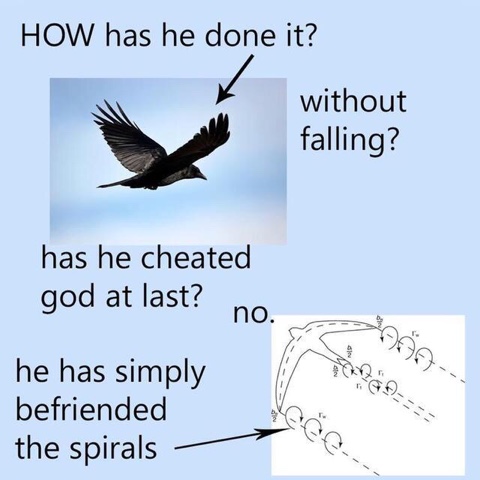 HOW has he done it?
without
falling?
has he cheated
god at last?
no.
he has simply
befriended
the spirals